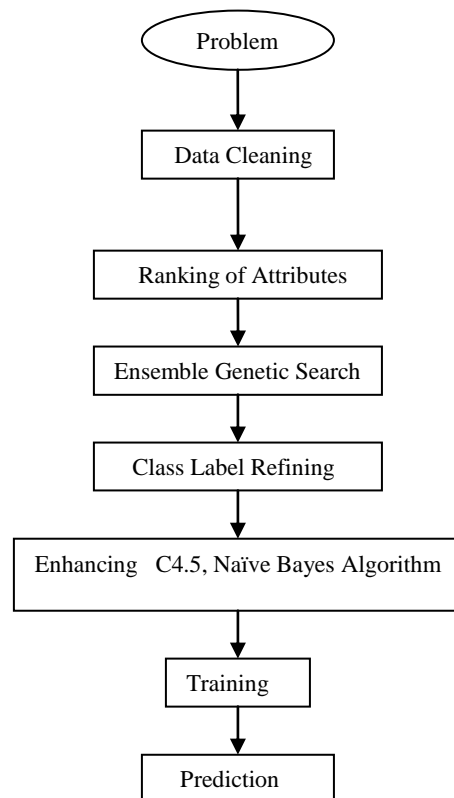 Problem
Data Cleaning
Ranking of Attributes
Ensemble Genetic Search
Class Label Refining
Enhancing C4.5, Naïve Bayes Algorithm
Training
Prediction